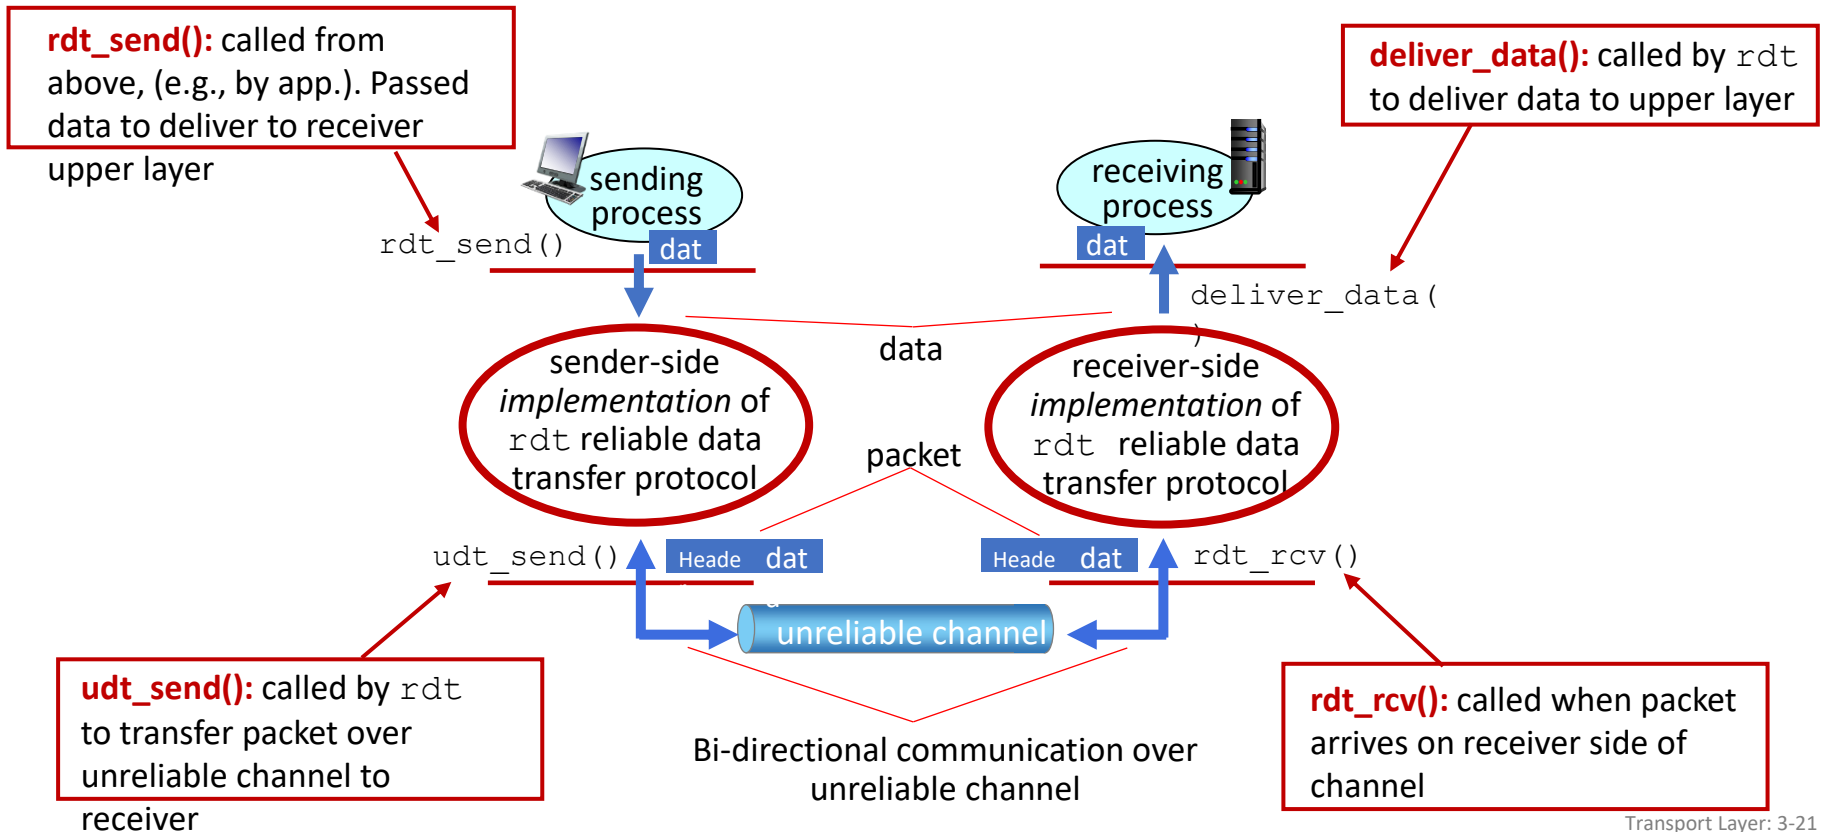 rdt_send(): called from
above, (e.g., by app.). Passed
data to deliver to receiver
upper layer
deliver_data(): called by rdt
to deliver data to upper layer
sending
process
receiving
process
rdt_send()
dat
dat
deliver_data(
)
data
sender-side
implementation of
rdt reliable data
transfer protocol
receiver-side
implementation of
rdt reliable data
transfer protocol
packet
udt_send()
Heade dat
Heade dat
rdt_rcv()
unreliable channel
udt_send(): called by rdt
to transfer packet over
unreliable channel to
receiver
Bi-directional communication over
unreliable channel
rdt_rcv(): called when packet
arrives on receiver side of
channel
Transport Layer: 3-21